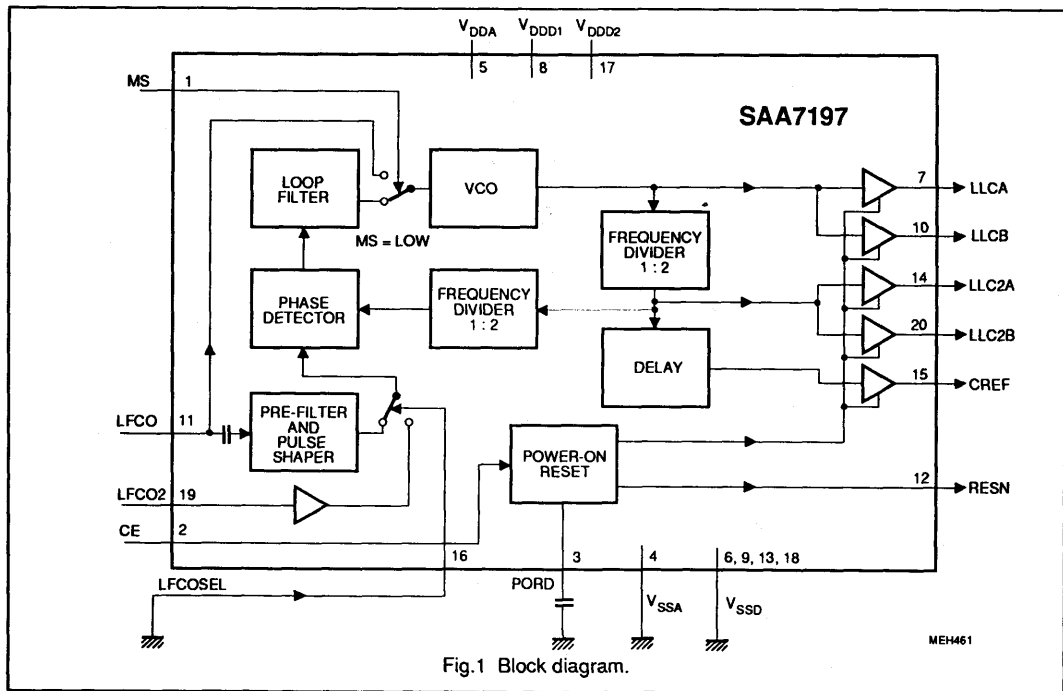 V_DDA V_DDD1 V_DDD2
5 8 17
MS 1
SAA7197
LOOP
FILTER
VCO
MS = LOW
7 LLCA
FREQUENCY
DIVIDER
1 : 2
10 LLCB
PHASE
DETECTOR
FREQUENCY
DIVIDER
1 : 2
14 LLC2A
20 LLC2B
DELAY
15 CREF
LFCO 11
PRE-FILTER
AND
PULSE
SHAPER
POWER-ON
RESET
12 RESN
LFCO2 19
CE 2
16
3
4
6, 9, 13, 18
LFCOSEL
PORD
V_SSA
V_SSD
MEH461
Fig.1 Block diagram.